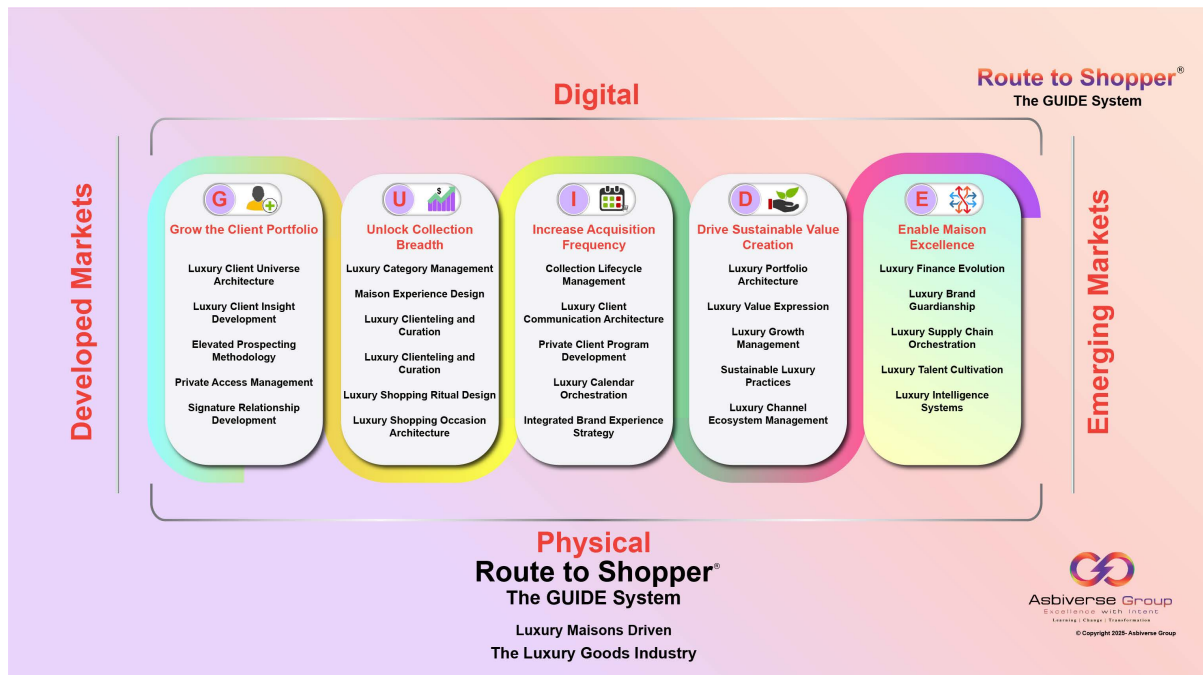 Route to Shopper®
The GUIDE System
Digital
Developed Markets
Emerging Markets
G
Grow the Client Portfolio
Luxury Client Universe
Architecture
Luxury Client Insight
Development
Elevated Prospecting
Methodology
Private Access Management
Signature Relationship
Development
U
$
Unlock Collection
Breadth
Luxury Category Management
Maison Experience Design
Luxury Clienteling and
Curation
Luxury Clienteling and
Curation
Luxury Shopping Ritual Design
Luxury Shopping Occasion
Architecture
I
Increase Acquisition
Frequency
Collection Lifecycle
Management
Luxury Client
Communication Architecture
Private Client Program
Development
Luxury Calendar
Orchestration
Integrated Brand Experience
Strategy
D
Drive Sustainable Value
Creation
Luxury Portfolio
Architecture
Luxury Value Expression
Luxury Growth
Management
Sustainable Luxury
Practices
Luxury Channel
Ecosystem Management
E
Enable Maison
Excellence
Luxury Finance Evolution
Luxury Brand
Guardianship
Luxury Supply Chain
Orchestration
Luxury Talent Cultivation
Luxury Intelligence
Systems
Physical
Route to Shopper®
The GUIDE System
Luxury Maisons Driven
The Luxury Goods Industry
Asbiverse Group
Excellence with Intent
Learning | Change | Transformation
© Copyright 2025- Asbiverse Group